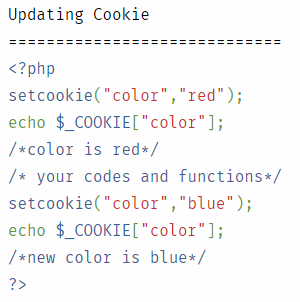 Updating Cookie
=============================
<?php
setcookie("color","red");
echo $_COOKIE["color"];
/*color is red*/
/* your codes and functions*/
setcookie("color","blue");
echo $_COOKIE["color"];
/*new color is blue*/
?>